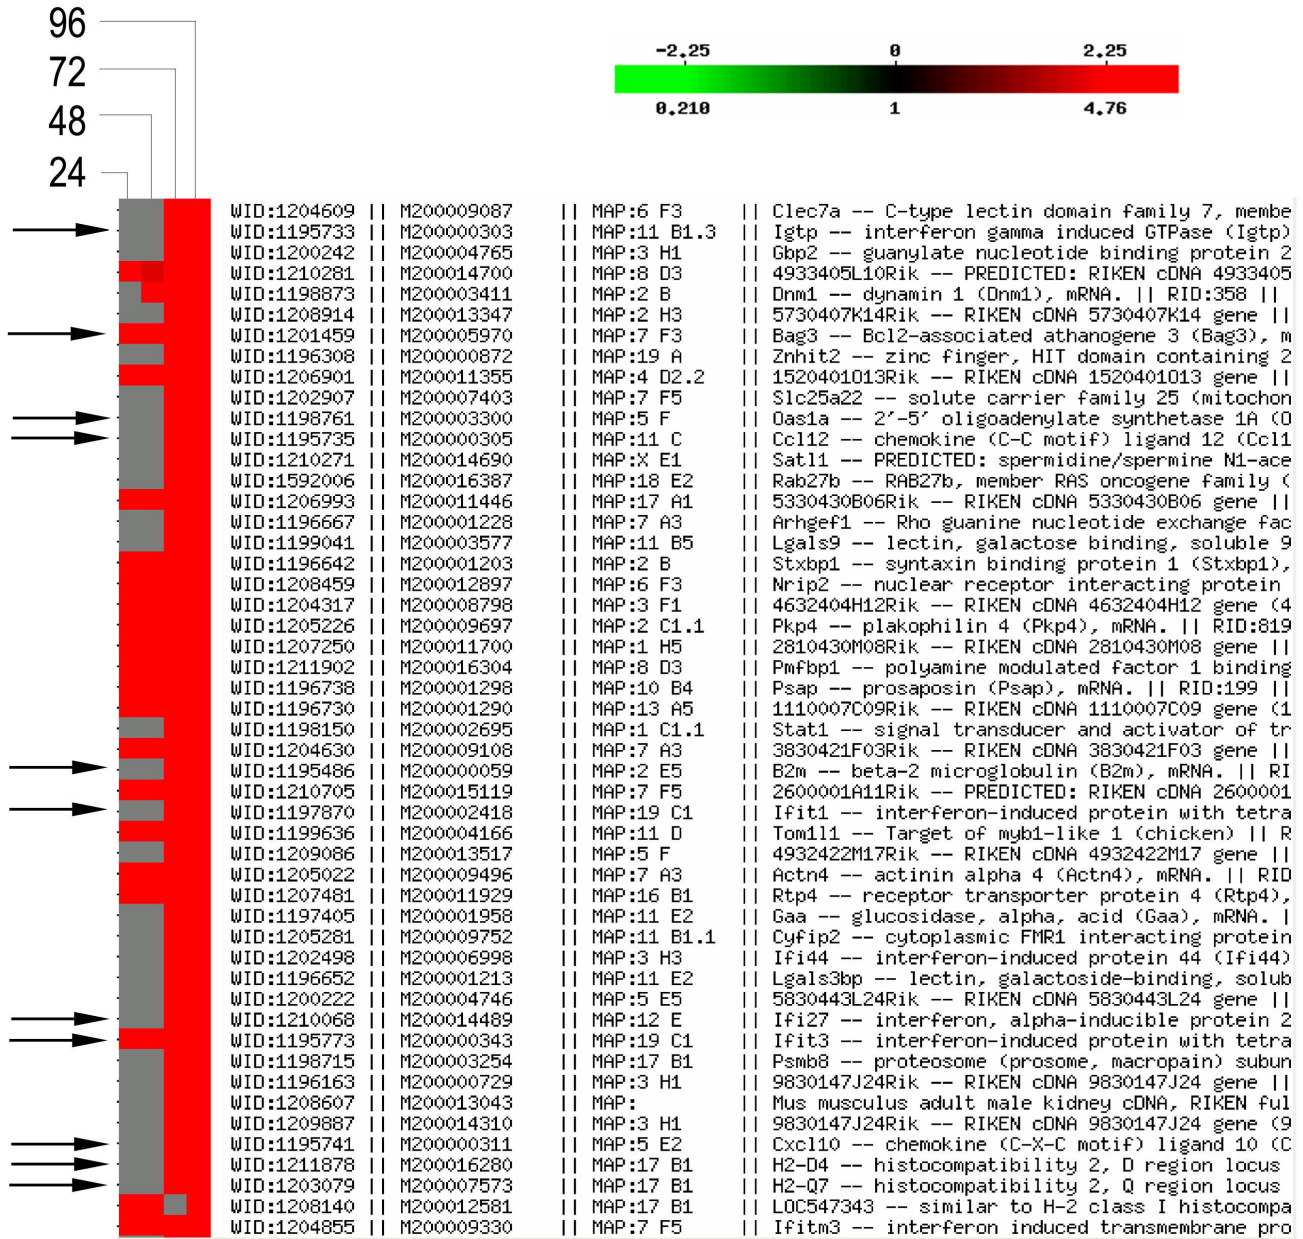 96
72
48
24
-2.25 0 2.25
0.210 1 4.76
WID:1204609 || M200009087 || MAP:6 F3 || Clec7a -- C-type lectin domain family 7, membe
WID:1195733 || M200000303 || MAP:11 B1.3 || Igtp -- interferon gamma induced GTPase (Igtp)
WID:1200242 || M200004765 || MAP:3 H1 || Gbp2 -- guanylate nucleotide binding protein 2
WID:1210281 || M200014700 || MAP:8 D3 || 4933405L10Rik -- PREDICTED: RIKEN cDNA 4933405
WID:1198873 || M200003411 || MAP:2 B || Dnm1 -- dynamin 1 (Dnm1), mRNA. || RID:358 ||
WID:1208914 || M200013347 || MAP:2 H3 || 5730407K14Rik -- RIKEN cDNA 5730407K14 gene ||
WID:1201459 || M200005970 || MAP:7 F3 || Bag3 -- Bcl2-associated athanogene 3 (Bag3), m
WID:1196308 || M200000872 || MAP:19 A || Znhit2 -- zinc finger, HIT domain containing 2
WID:1206901 || M200011355 || MAP:4 D2.2 || 1520401O13Rik -- RIKEN cDNA 1520401O13 gene ||
WID:1202907 || M200007403 || MAP:7 F5 || Slc25a22 -- solute carrier family 25 (mitochon
WID:1198761 || M200003300 || MAP:5 F || Oas1a -- 2'-5' oligoadenylate synthetase 1A (O
WID:1195735 || M200000305 || MAP:11 C || Ccl12 -- chemokine (C-C motif) ligand 12 (Ccl1
WID:1210271 || M200014690 || MAP:X E1 || Satl1 -- PREDICTED: spermidine/spermine N1-ace
WID:1592006 || M200016387 || MAP:18 E2 || Rab27b -- RAB27b, member RAS oncogene family (
WID:1206993 || M200011446 || MAP:17 A1 || 5330430B06Rik -- RIKEN cDNA 5330430B06 gene ||
WID:1196667 || M200001228 || MAP:7 A3 || Arhgef1 -- Rho guanine nucleotide exchange fac
WID:1199041 || M200003577 || MAP:11 B5 || Lgals9 -- lectin, galactose binding, soluble 9
WID:1196642 || M200001203 || MAP:2 B || Stxbp1 -- syntaxin binding protein 1 (Stxbp1),
WID:1208459 || M200012897 || MAP:6 F3 || Nrip2 -- nuclear receptor interacting protein
WID:1204317 || M200008798 || MAP:3 F1 || 4632404H12Rik -- RIKEN cDNA 4632404H12 gene (4
WID:1205226 || M200009697 || MAP:2 C1.1 || Pkp4 -- plakophilin 4 (Pkp4), mRNA. || RID:819
WID:1207250 || M200011700 || MAP:1 H5 || 2810430M08Rik -- RIKEN cDNA 2810430M08 gene ||
WID:1211902 || M200016304 || MAP:8 D3 || Pmfbp1 -- polyamine modulated factor 1 binding
WID:1196738 || M200001298 || MAP:10 B4 || Psap -- prosaposin (Psap), mRNA. || RID:199 ||
WID:1196730 || M200001290 || MAP:13 A5 || 1110007C09Rik -- RIKEN cDNA 1110007C09 gene (1
WID:1198150 || M200002695 || MAP:1 C1.1 || Stat1 -- signal transducer and activator of tr
WID:1204630 || M200009108 || MAP:7 A3 || 3830421F03Rik -- RIKEN cDNA 3830421F03 gene ||
WID:1195486 || M200000059 || MAP:2 E5 || B2m -- beta-2 microglobulin (B2m), mRNA. || RI
WID:1210705 || M200015119 || MAP:7 F5 || 2600001A11Rik -- PREDICTED: RIKEN cDNA 2600001
WID:1197870 || M200002418 || MAP:19 C1 || Ifit1 -- interferon-induced protein with tetra
WID:1199636 || M200004166 || MAP:11 D || Tom1l1 -- Target of myb1-like 1 (chicken) || R
WID:1209086 || M200013517 || MAP:5 F || 4932422M17Rik -- RIKEN cDNA 4932422M17 gene ||
WID:1205022 || M200009496 || MAP:7 A3 || Actn4 -- actinin alpha 4 (Actn4), mRNA. || RID
WID:1207481 || M200011929 || MAP:16 B1 || Rtp4 -- receptor transporter protein 4 (Rtp4),
WID:1197405 || M200001958 || MAP:11 E2 || Gaa -- glucosidase, alpha, acid (Gaa), mRNA. |
WID:1205281 || M200009752 || MAP:11 B1.1 || Cyfip2 -- cytoplasmic FMR1 interacting protein
WID:1202498 || M200006998 || MAP:3 H3 || Ifi44 -- interferon-induced protein 44 (Ifi44)
WID:1196652 || M200001213 || MAP:11 E2 || Lgals3bp -- lectin, galactoside-binding, solub
WID:1200222 || M200004746 || MAP:5 E5 || 5830443L24Rik -- RIKEN cDNA 5830443L24 gene ||
WID:1210068 || M200014489 || MAP:12 E || Ifi27 -- interferon, alpha-inducible protein 2
WID:1195773 || M200000343 || MAP:19 C1 || Ifit3 -- interferon-induced protein with tetra
WID:1198715 || M200003254 || MAP:17 B1 || Psmb8 -- proteosome (prosome, macropain) subun
WID:1196163 || M200000729 || MAP:3 H1 || 9830147J24Rik -- RIKEN cDNA 9830147J24 gene ||
WID:1208607 || M200013043 || MAP: || Mus musculus adult male kidney cDNA, RIKEN ful
WID:1209887 || M200014310 || MAP:3 H1 || 9830147J24Rik -- RIKEN cDNA 9830147J24 gene (9
WID:1195741 || M200000311 || MAP:5 E2 || Cxcl10 -- chemokine (C-X-C motif) ligand 10 (C
WID:1211878 || M200016280 || MAP:17 B1 || H2-D4 -- histocompatibility 2, D region locus
WID:1203079 || M200007573 || MAP:17 B1 || H2-Q7 -- histocompatibility 2, Q region locus
WID:1208140 || M200012581 || MAP:17 B1 || LOC547343 -- similar to H-2 class I histocompa
WID:1204855 || M200009330 || MAP:7 F5 || Ifitm3 -- interferon induced transmembrane pro